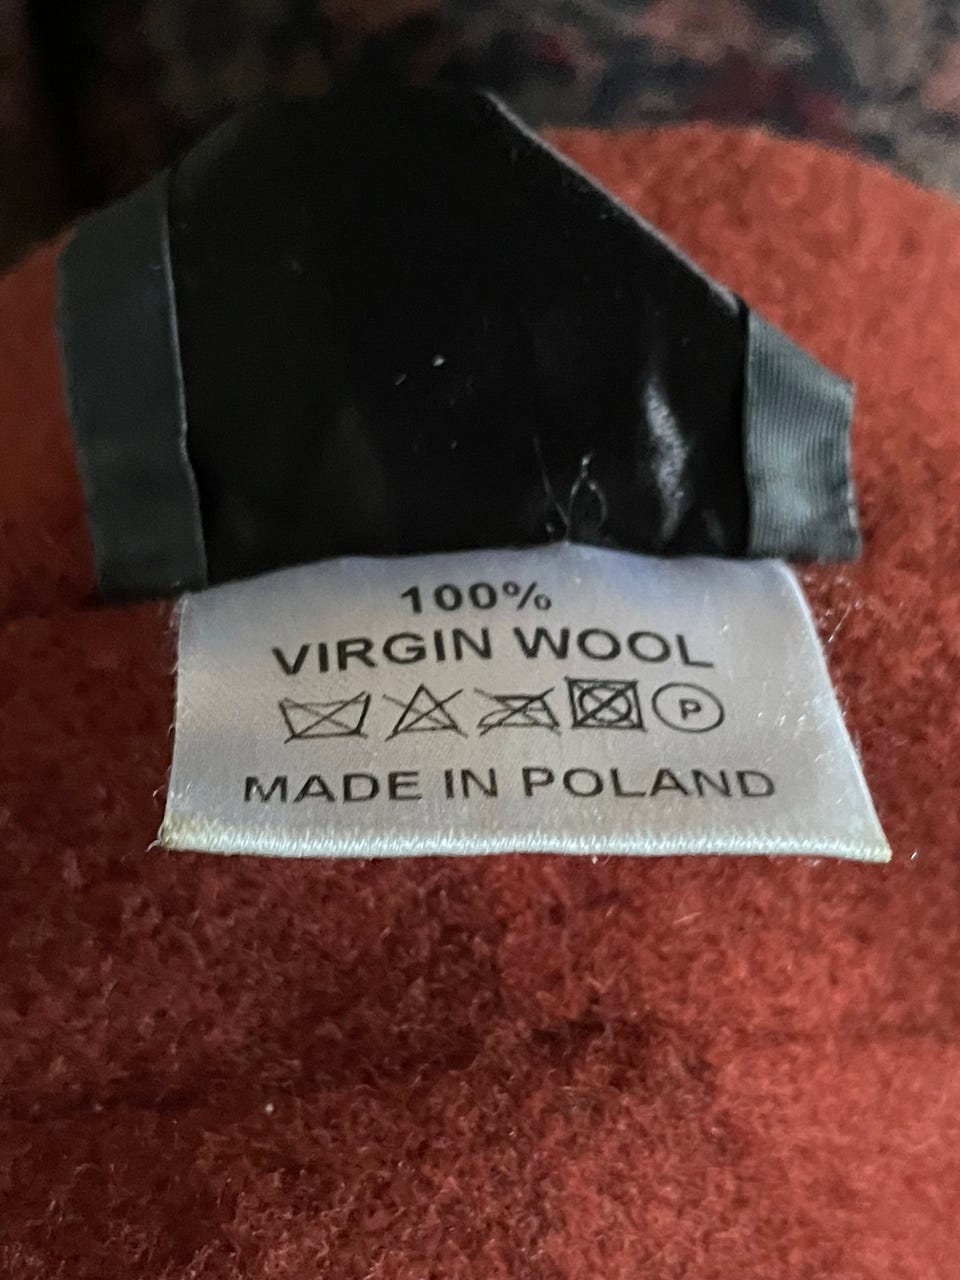 100%
VIRGIN WOOL
P
MADE IN POLAND